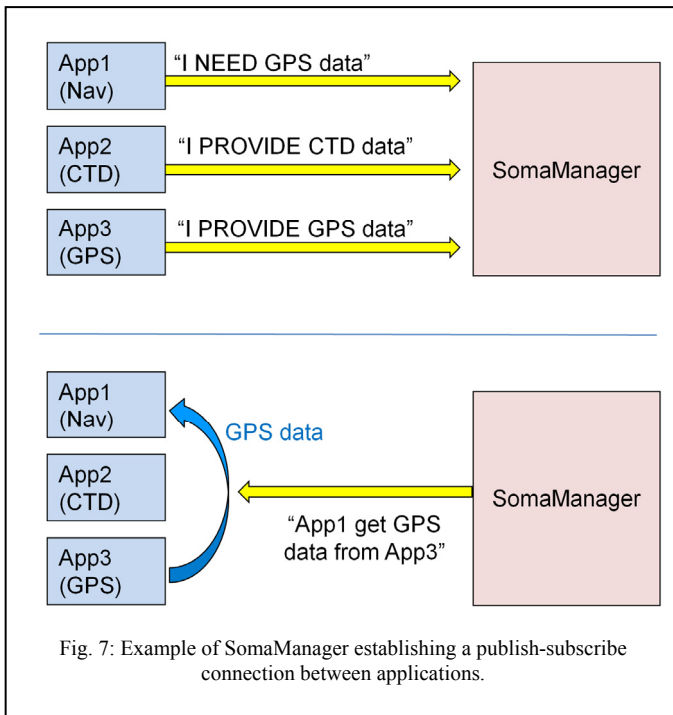 App1
(Nav)
“I NEED GPS data”
App2
(CTD)
“I PROVIDE CTD data”
SomaManager
App3
(GPS)
“I PROVIDE GPS data”
App1
(Nav)
GPS data
App2
(CTD)
SomaManager
“App1 get GPS
data from App3”
App3
(GPS)
Fig. 7: Example of SomaManager establishing a publish-subscribe
connection between applications.